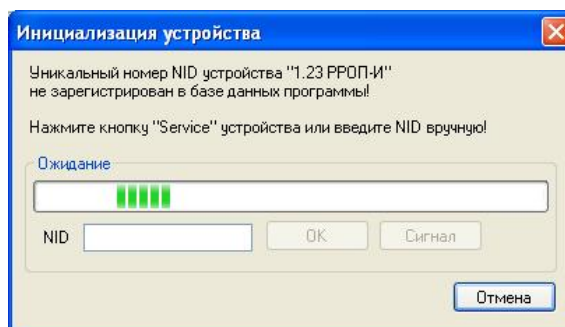 Инициализация устройства
Уникальный номер NID устройства "1.23 РРОП-И"
не зарегистрирован в базе данных программы!
Нажмите кнопку "Service" устройства или введите NID вручную!
Ожидание
NID
OK
Сигнал
Отмена